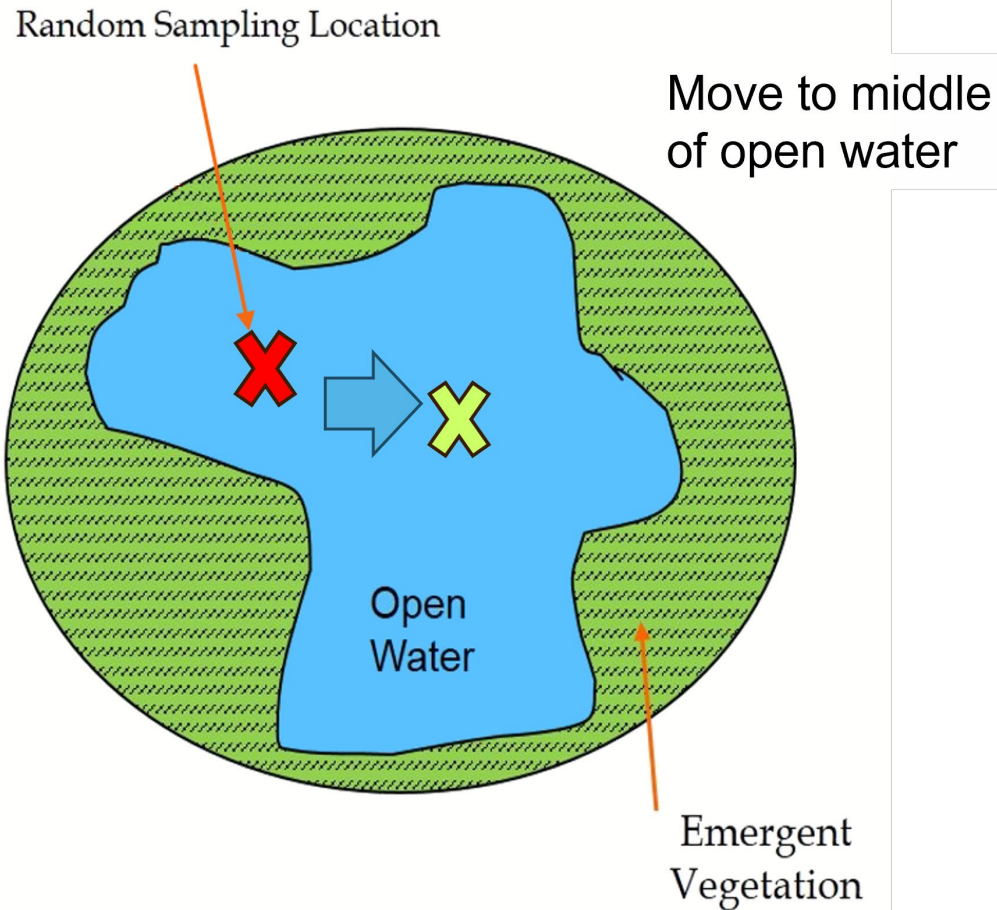 Random Sampling Location
Move to middle
of open water
Open
Water
Emergent
Vegetation